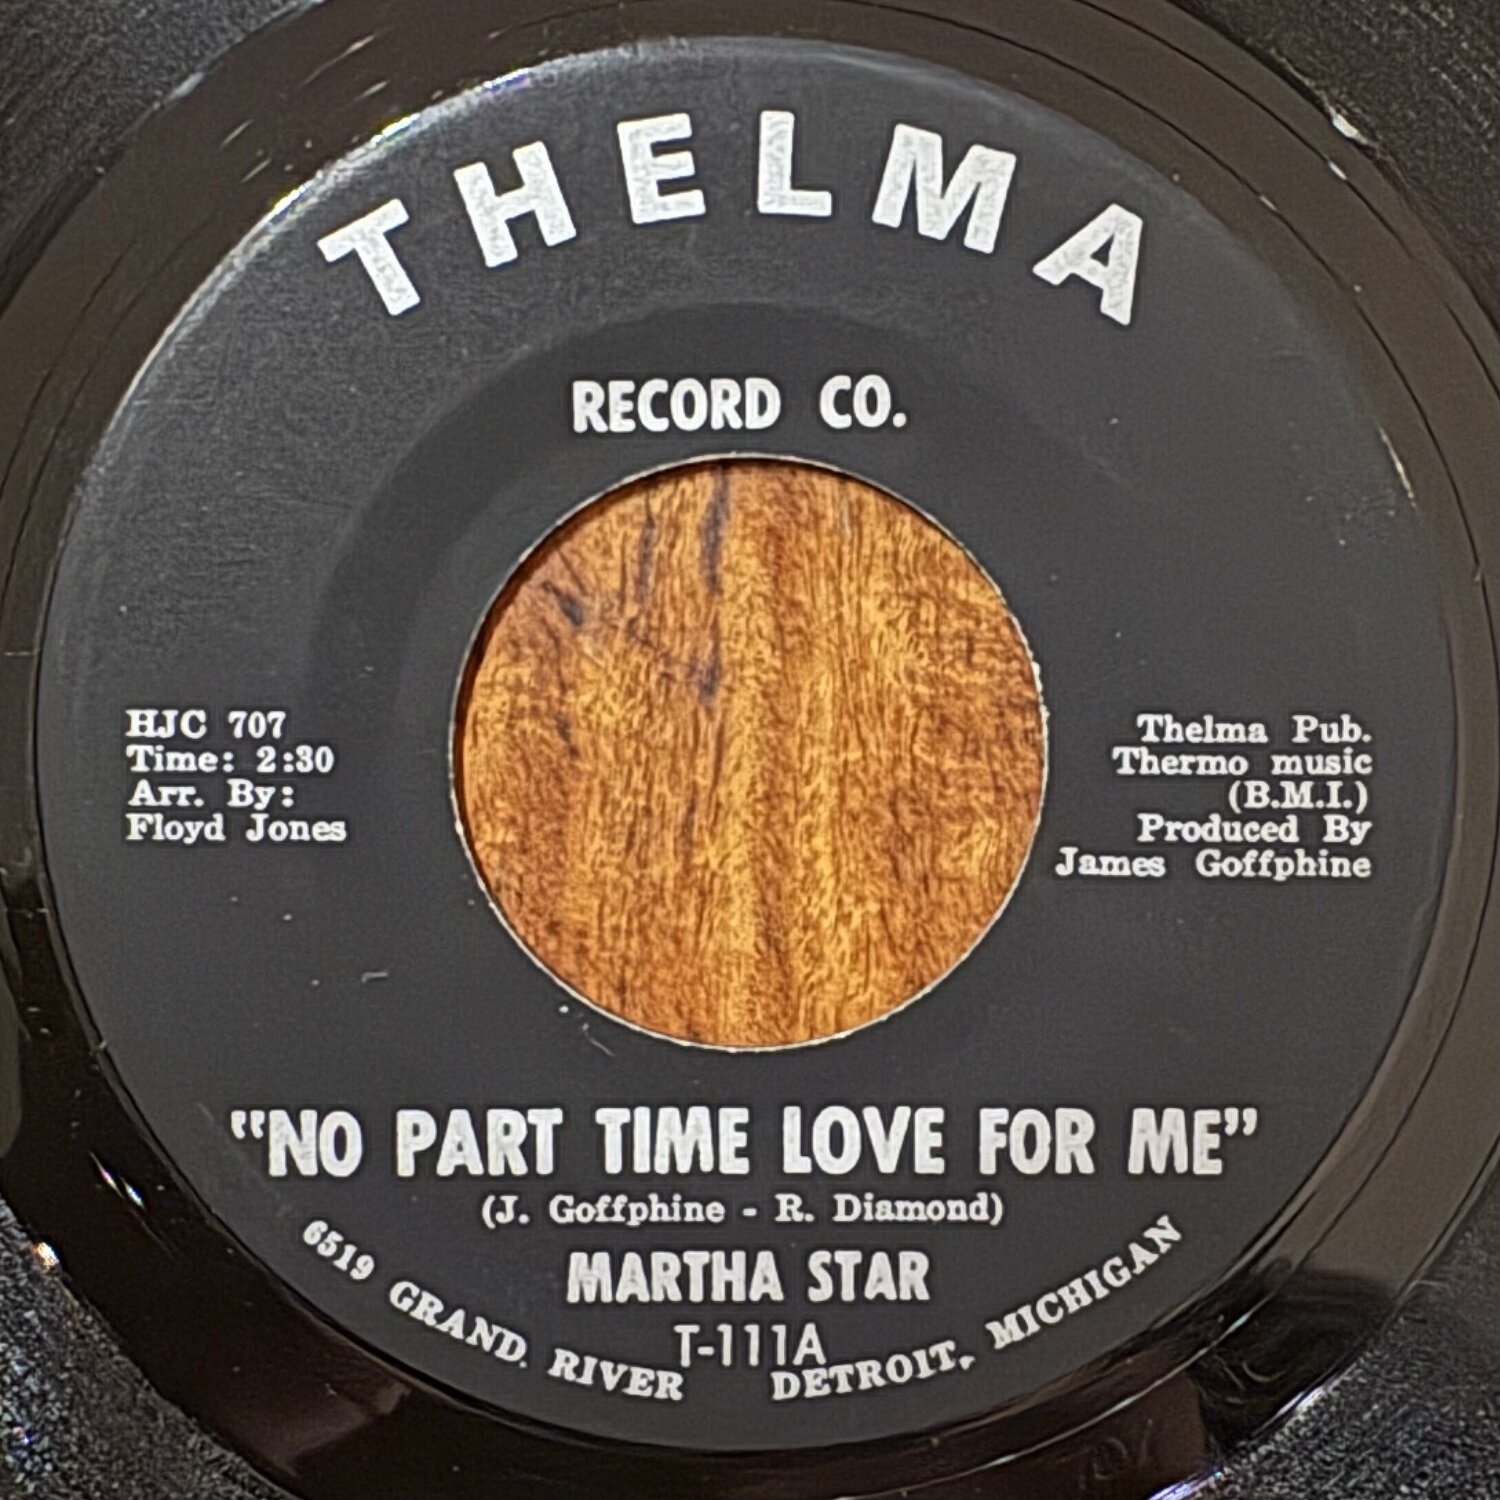 THELMA
RECORD CO.
HJC 707
Time: 2:30
Arr. By:
Floyd Jones
Thelma Pub.
Thermo music
(B.M.I.)
Produced By
James Goffphine
"NO PART TIME LOVE FOR ME"
(J. Goffphine - R. Diamond)
MARTHA STAR
T-111A
6519 GRAND. RIVER DETROIT, MICHIGAN